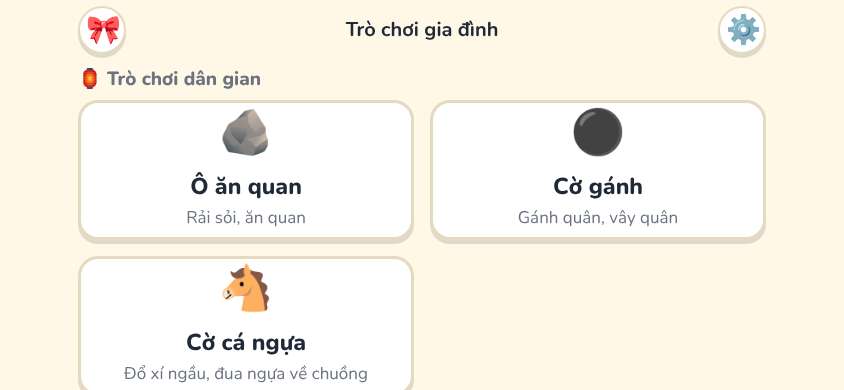 Trò chơi gia đình
Trò chơi dân gian
Ô ăn quan
Rải sỏi, ăn quan
Cờ gánh
Gánh quân, vây quân
Cờ cá ngựa
Đổ xí ngầu, đua ngựa về chuồng